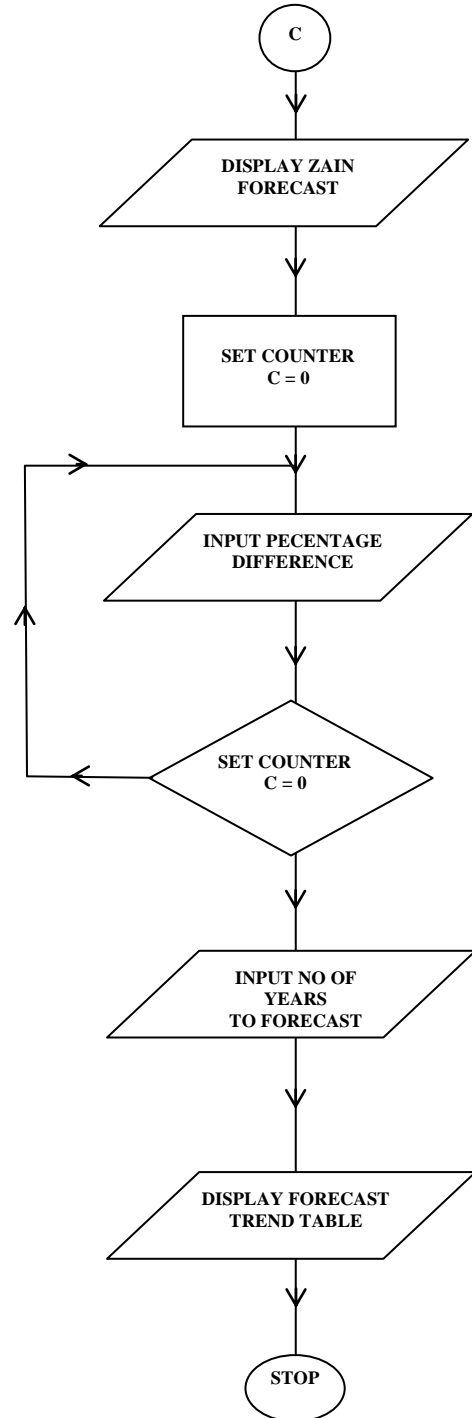 C
DISPLAY ZAIN
FORECAST
SET COUNTER
C = 0
INPUT PECENTAGE
DIFFERENCE
SET COUNTER
C = 0
INPUT NO OF
YEARS
TO FORECAST
DISPLAY FORECAST
TREND TABLE
STOP